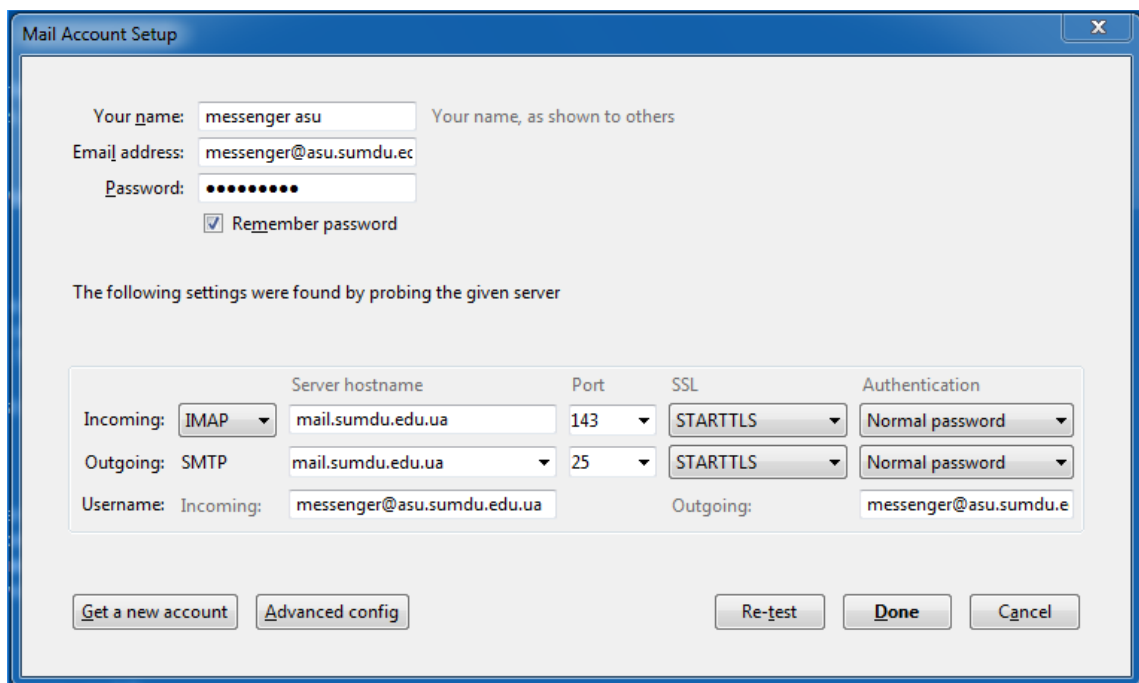 Mail Account Setup
Your name: messenger asu Your name, as shown to others
Email address: messenger@asu.sumdu.ec
Password: •••••••••
Remember password
The following settings were found by probing the given server
Server hostname Port SSL Authentication
Incoming: IMAP mail.sumdu.edu.ua 143 STARTTLS Normal password
Outgoing: SMTP mail.sumdu.edu.ua 25 STARTTLS Normal password
Username: Incoming: messenger@asu.sumdu.edu.ua Outgoing: messenger@asu.sumdu.e
Get a new account Advanced config Re-test Done Cancel